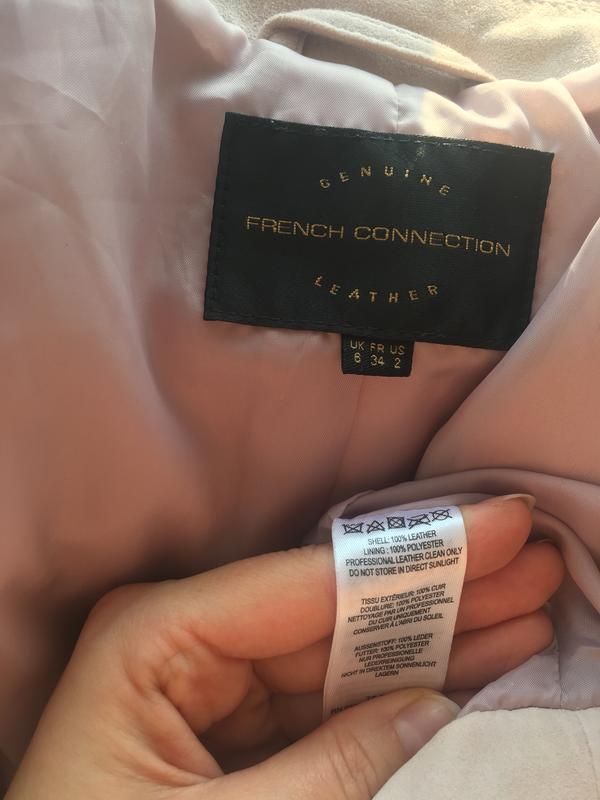 GENUINE
FRENCH CONNECTION
LEATHER
UK FR US
6 34 2
SHELL: 100% LEATHER
LINING : 100% POLYESTER
PROFESSIONAL LEATHER CLEAN ONLY
DO NOT STORE IN DIRECT SUNLIGHT
TISSU EXTÉRIEUR: 100% CUIR
DOUBLURE: 100% POLYESTER
NETTOYAGE PAR UN PROFESSIONNEL
DU CUIR UNIQUEMENT
CONSERVER À L'ABRI DU SOLEIL
AUSSENSTOFF: 100% LEDER
FUTTER: 100% POLYESTER
NUR PROFESSIONELLE
LEDERREINIGUNG
NICHT IN DIREKTEM SONNENLICHT
LAGERN